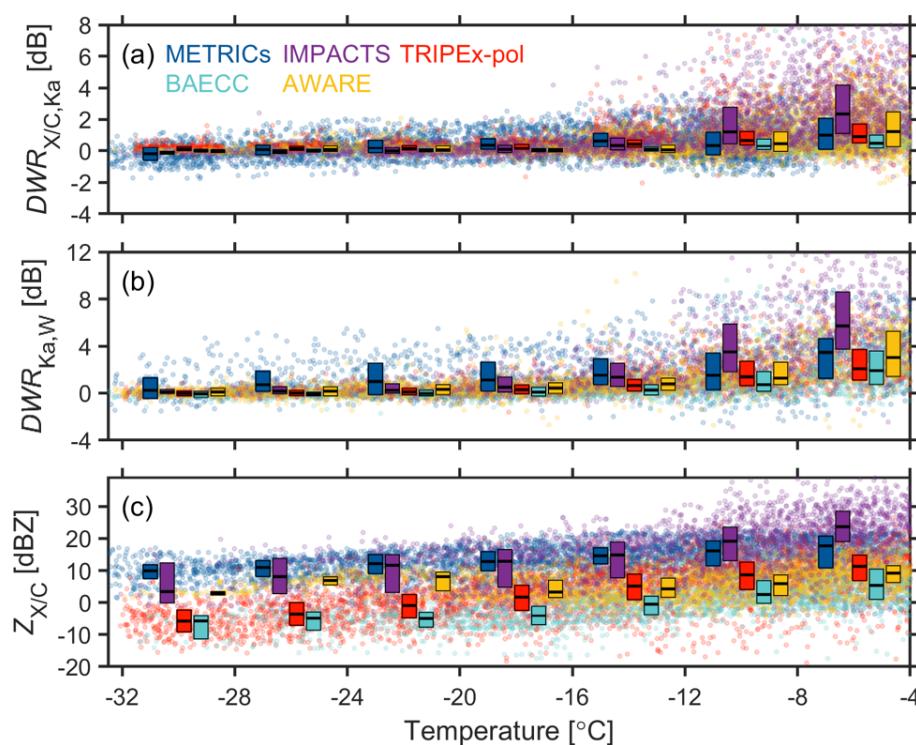 (a) METRICs IMPACTS TRIPEx-pol
BAECC AWARE
DWR_X/C,Ka [dB]
8
6
4
2
0
-2
-4
(b)
DWR_Ka,W [dB]
12
8
4
0
-4
(c)
Z_X/C [dBZ]
30
20
10
0
-10
-20
-32 -28 -24 -20 -16 -12 -8 -4
Temperature [°C]